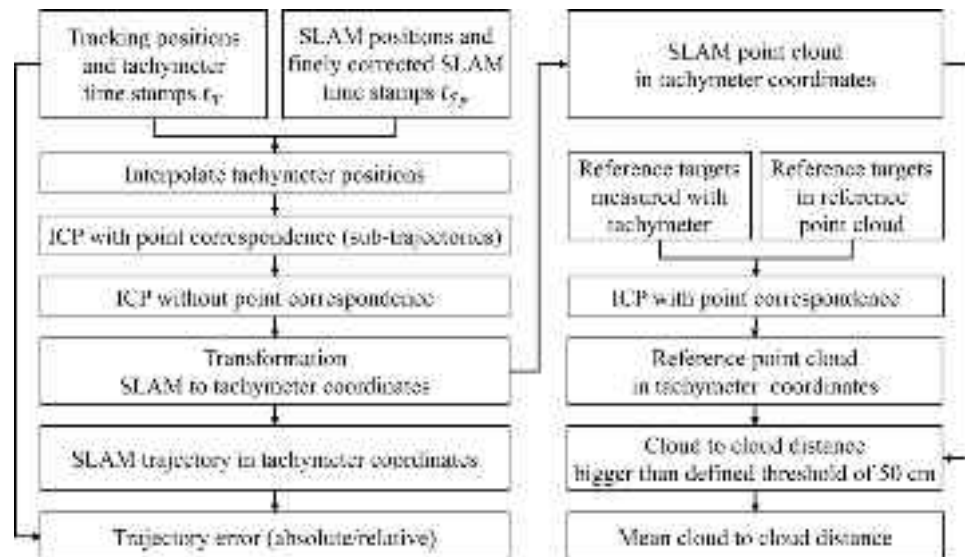 Tracking positions
and tachymeter
time stamps t_T
SLAM positions and
finely corrected SLAM
time stamps
Interpolate tachymeter positions
ICP with point correspondence (sub-trajectories)
ICP without point correspondence
Transformation
SLAM to tachymeter coordinates
SLAM trajectory in tachymeter coordinates
Trajectory error (absolute/relative)
SLAM point cloud
in tachymeter coordinates
Reference targets
measured with
tachymeter
Reference targets
in reference
point cloud
ICP with point correspondence
Reference point cloud
in tachymeter coordinates
Cloud to cloud distance
bigger than defined threshold of 50 cm
Mean cloud to cloud distance